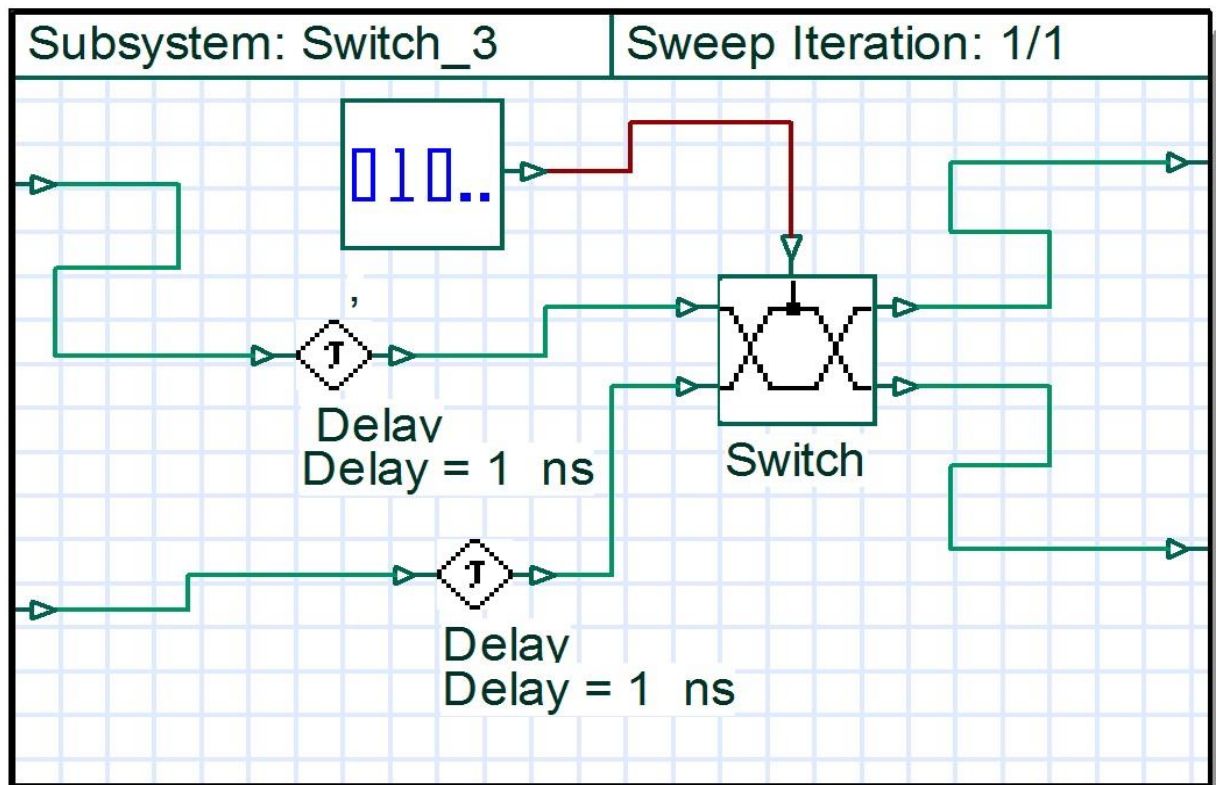 Subsystem: Switch_3
Sweep Iteration: 1/1
010..
,
Delay
Delay = 1 ns
Switch
Delay
Delay = 1 ns